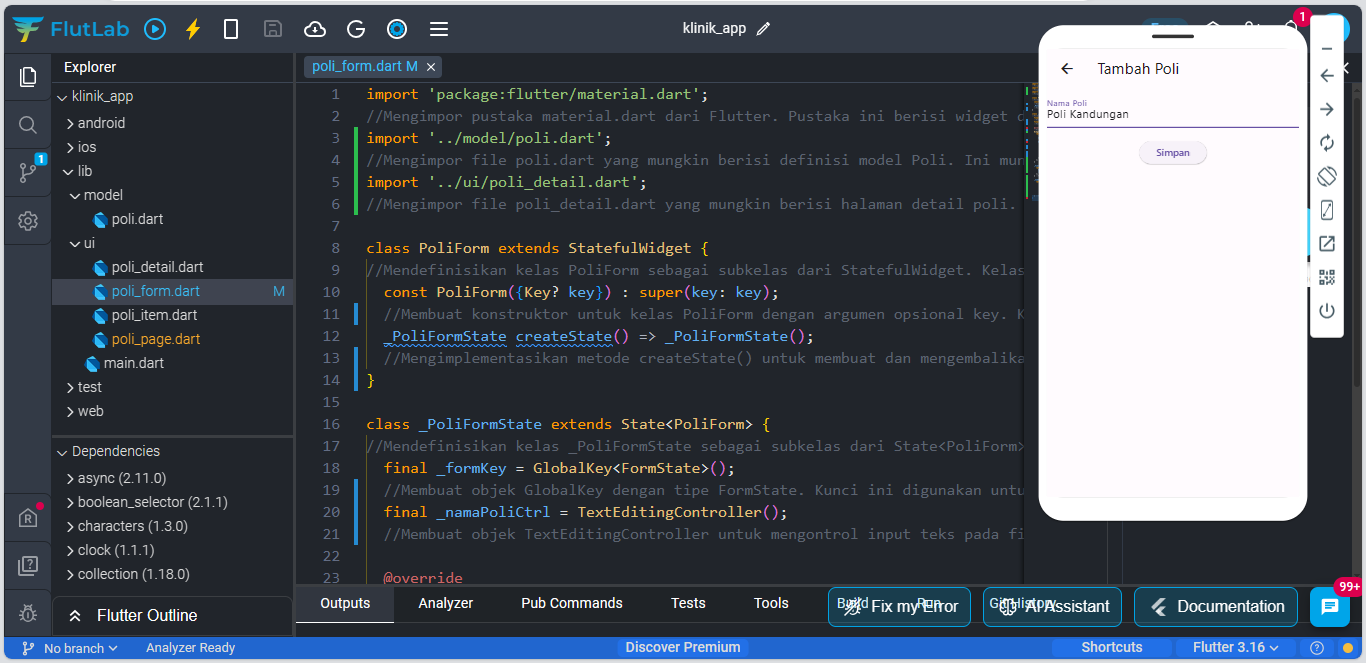 FlutLab
klinik_app
1
Explorer
klinik_app
android
ios
lib
model
poli.dart
ui
poli_detail.dart
poli_form.dart M
poli_item.dart
poli_page.dart
main.dart
test
web
Dependencies
async (2.11.0)
boolean_selector (2.1.1)
characters (1.3.0)
clock (1.1.1)
collection (1.18.0)
Flutter Outline
1
poli_form.dart M ×
1 import 'package:flutter/material.dart';
2 //Mengimpor pustaka material.dart dari Flutter. Pustaka ini berisi widget d
3 import '../model/poli.dart';
4 //Mengimpor file poli.dart yang mungkin berisi definisi model Poli. Ini mun
5 import '../ui/poli_detail.dart';
6 //Mengimpor file poli_detail.dart yang mungkin berisi halaman detail poli.
7
8 class PoliForm extends StatefulWidget {
9 //Mendefinisikan kelas PoliForm sebagai subkelas dari StatefulWidget. Kelas
10 const PoliForm({Key? key}) : super(key: key);
11 //Membuat konstruktor untuk kelas PoliForm dengan argumen opsional key. K
12 _PoliFormState createState() => _PoliFormState();
13 //Mengimplementasikan metode createState() untuk membuat dan mengembalika
14 }
15
16 class _PoliFormState extends State<PoliForm> {
17 //Mendefinisikan kelas _PoliFormState sebagai subkelas dari State<PoliForm>
18 final _formKey = GlobalKey<FormState>();
19 //Membuat objek GlobalKey dengan tipe FormState. Kunci ini digunakan untu
20 final _namaPoliCtrl = TextEditingController();
21 //Membuat objek TextEditingController untuk mengontrol input teks pada fi
22
23 @override
Tambah Poli
Nama Poli
Poli Kandungan
Simpan
Outputs Analyzer Pub Commands Tests Tools Build Run Git History
Fix my Error
AI Assistant
Documentation
99+
No branch Analyzer Ready Discover Premium Shortcuts Flutter 3.16